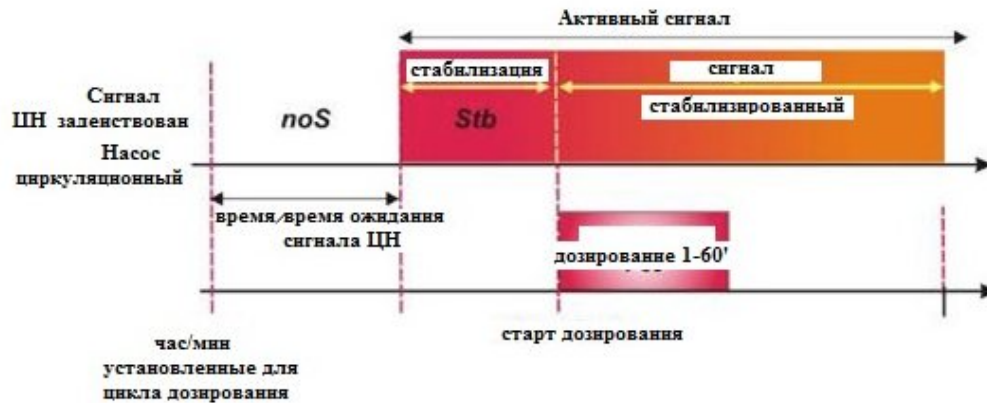 Активный сигнал
стабилизация
сигнал
стабилизированный
Сигнал
ЦН заденствован
noS
Stb
Насос
циркуляционный
время/время ожидания
сигнала ЦН
дозирование 1-60'
старт дозирования
час/мин
установленные для
цикла дозирования